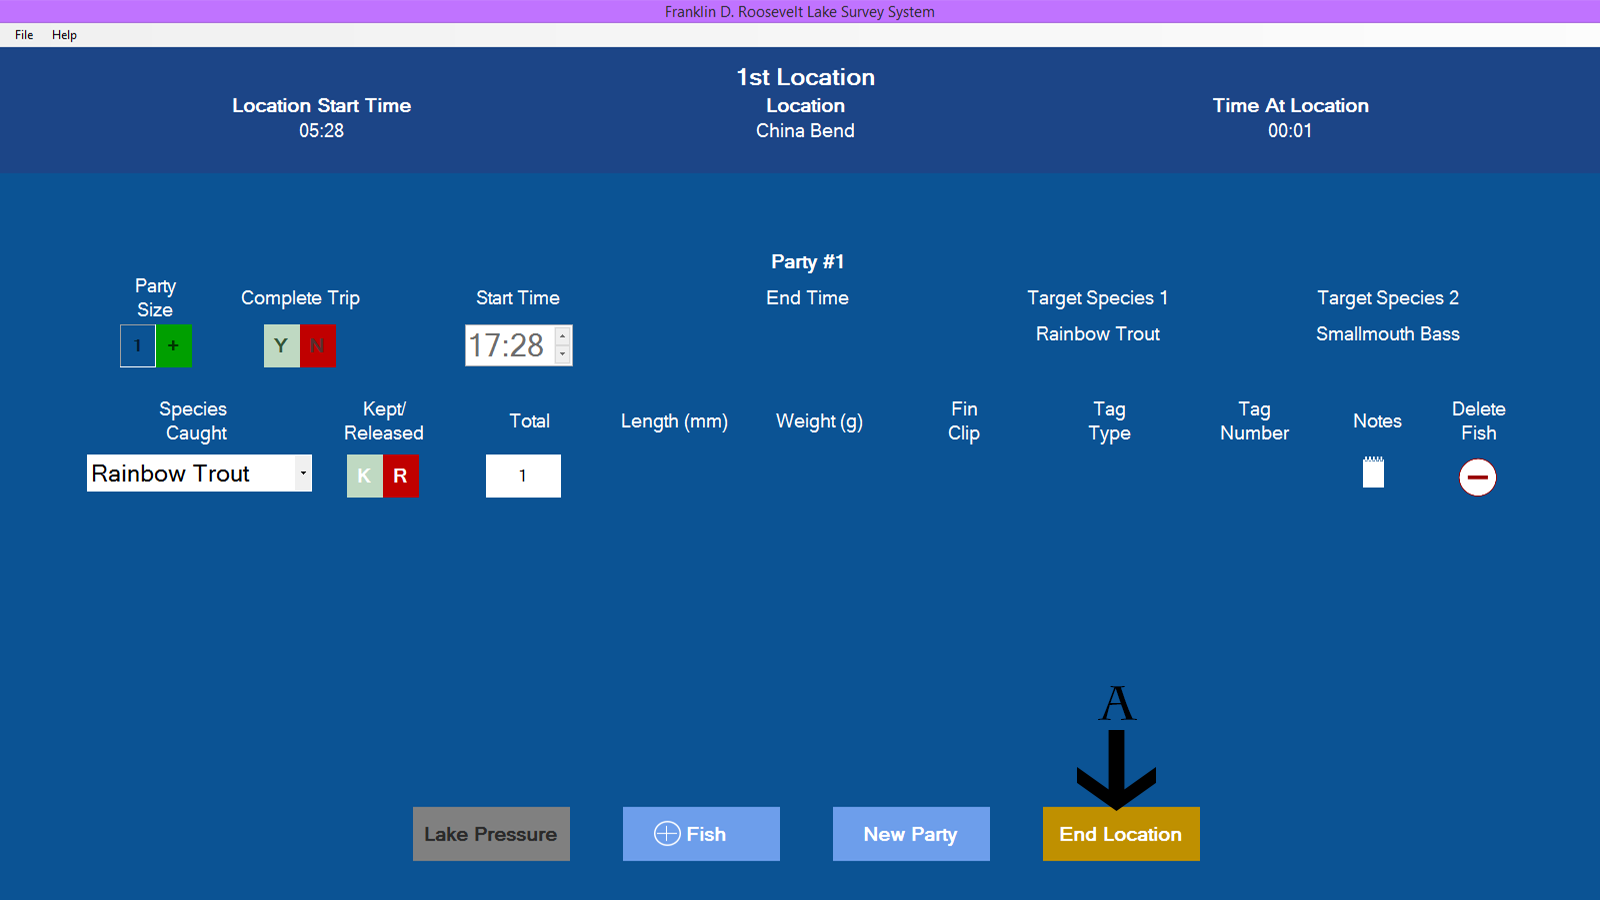 Franklin D. Roosevelt Lake Survey System
File Help
1st Location
Location Start Time Location Time At Location
05:28 China Bend 00:01
Party #1
Party
Size
Complete Trip Start Time End Time Target Species 1 Target Species 2
1 + Y N 17:28 Rainbow Trout Smallmouth Bass
Species
Caught
Kept/
Released
Total Length (mm) Weight (g)
Fin
Clip
Tag
Type
Tag
Number
Notes
Delete
Fish
Rainbow Trout K R 1
A
Lake Pressure Fish New Party End Location